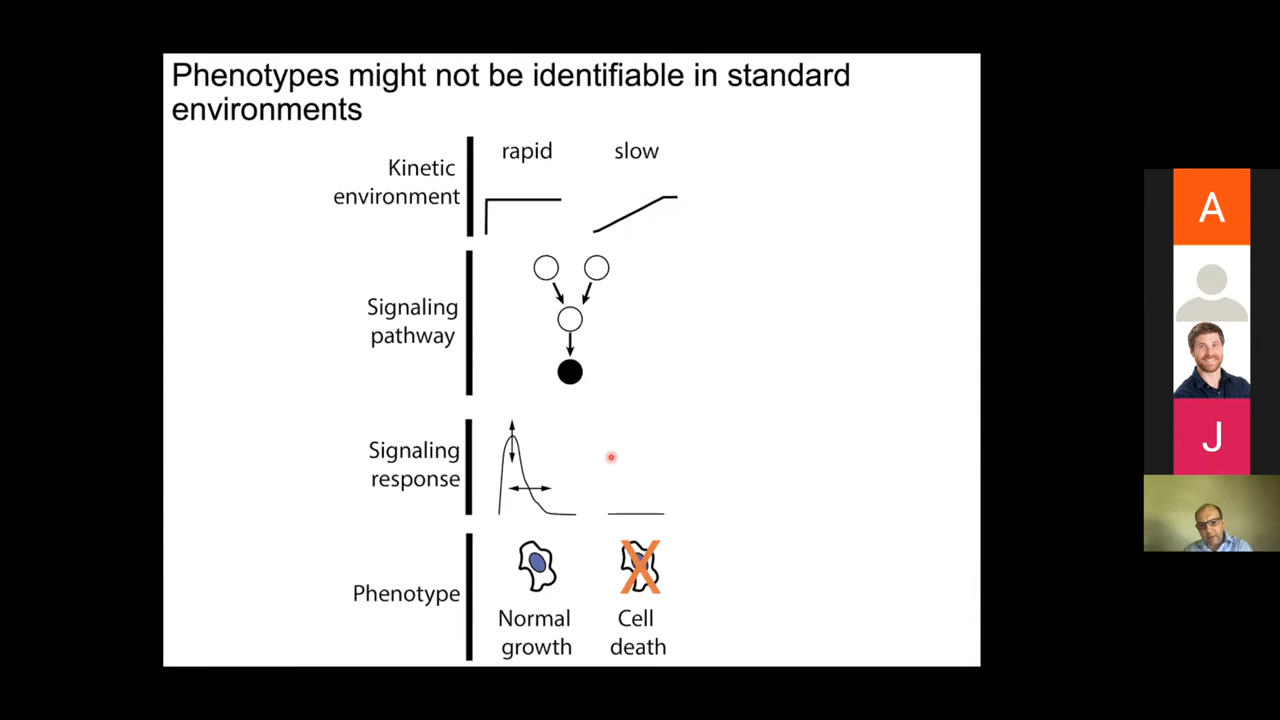 Phenotypes might not be identifiable in standard
environments
Kinetic
environment
rapid
slow
Signaling
pathway
Signaling
response
Phenotype
Normal
growth
Cell
death
A
J